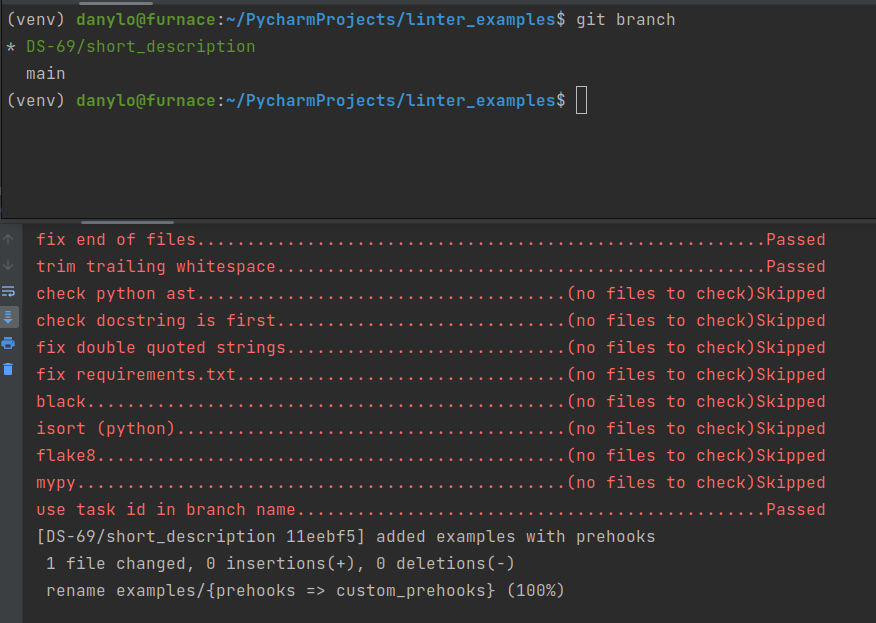 (venv) danylo@furnace:~/PycharmProjects/linter_examples$ git branch
* DS-69/short_description
  main
(venv) danylo@furnace:~/PycharmProjects/linter_examples$
fix end of files.........................................................Passed
trim trailing whitespace.................................................Passed
check python ast.....................................(no files to check)Skipped
check docstring is first.............................(no files to check)Skipped
fix double quoted strings............................(no files to check)Skipped
fix requirements.txt.................................(no files to check)Skipped
black................................................(no files to check)Skipped
isort (python).......................................(no files to check)Skipped
flake8...............................................(no files to check)Skipped
mypy.................................................(no files to check)Skipped
use task id in branch name...............................................Passed
[DS-69/short_description 11eebf5] added examples with prehooks
 1 file changed, 0 insertions(+), 0 deletions(-)
 rename examples/{prehooks => custom_prehooks} (100%)